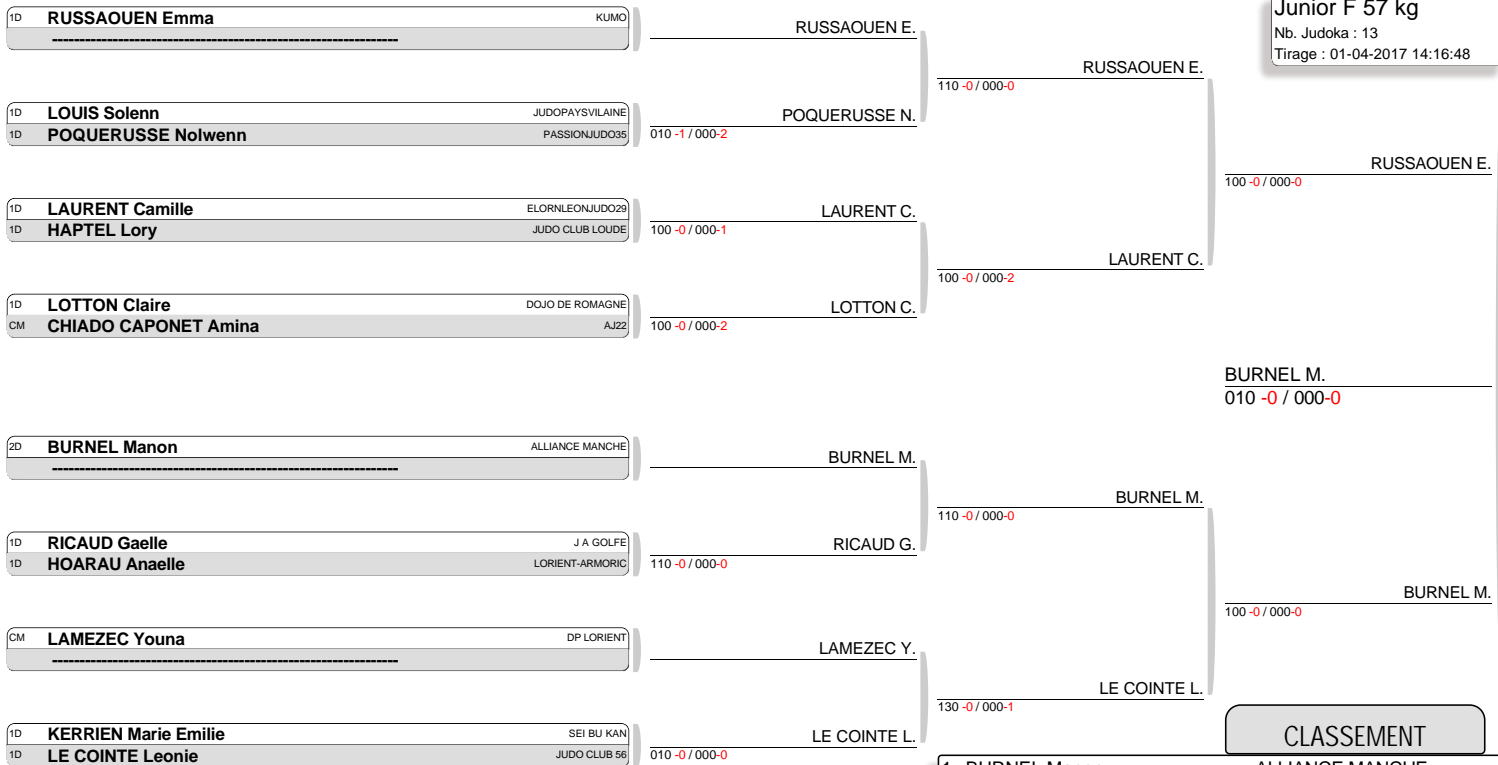 Junior F 57 kg
Nb. Judoka : 13
Tirage : 01-04-2017 14:16:48
1D RUSSAOUEN Emma KUMO
----------------------------------------------------------------
RUSSAOUEN E.
RUSSAOUEN E.
110 -0 / 000-0
1D LOUIS Solenn JUDOPAYSVILAINE
1D POQUERUSSE Nolwenn PASSIONJUDO35
POQUERUSSE N.
010 -1 / 000-2
RUSSAOUEN E.
100 -0 / 000-0
1D LAURENT Camille ELORNLEONJUDO29
1D HAPTEL Lory JUDO CLUB LOUDE
LAURENT C.
100 -0 / 000-1
LAURENT C.
100 -0 / 000-2
1D LOTTON Claire DOJO DE ROMAGNE
CM CHIADO CAPONET Amina AJ22
LOTTON C.
100 -0 / 000-2
BURNEL M.
010 -0 / 000-0
2D BURNEL Manon ALLIANCE MANCHE
----------------------------------------------------------------
BURNEL M.
BURNEL M.
110 -0 / 000-0
1D RICAUD Gaelle J A GOLFE
1D HOARAU Anaelle LORIENT-ARMORIC
RICAUD G.
110 -0 / 000-0
BURNEL M.
100 -0 / 000-0
CM LAMEZEC Youna DP LORIENT
----------------------------------------------------------------
LAMEZEC Y.
LE COINTE L.
130 -0 / 000-1
1D KERRIEN Marie Emilie SEI BU KAN
1D LE COINTE Leonie JUDO CLUB 56
LE COINTE L.
010 -0 / 000-0
CLASSEMENT